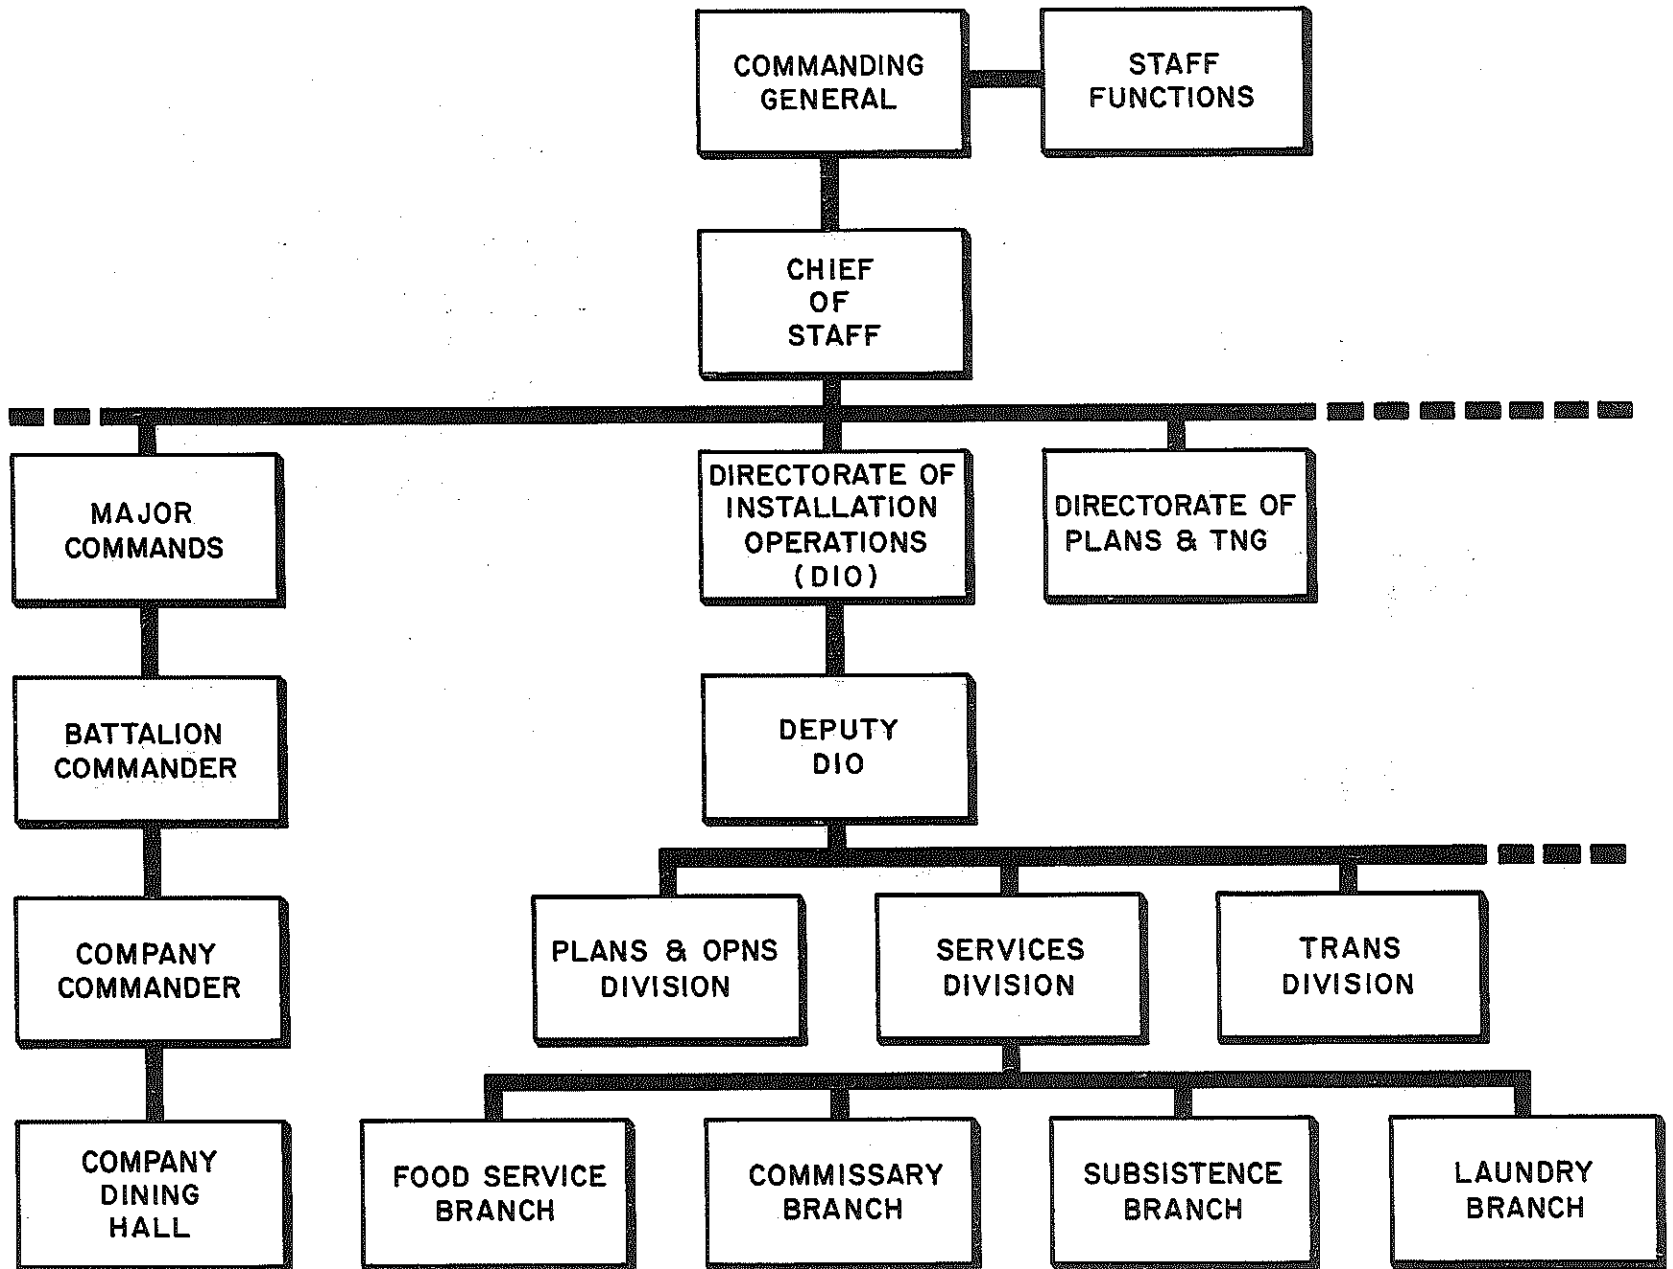 COMMANDING
GENERAL
STAFF
FUNCTIONS
CHIEF
OF
STAFF
MAJOR
COMMANDS
DIRECTORATE OF
INSTALLATION
OPERATIONS
(DIO)
DIRECTORATE OF
PLANS & TNG
BATTALION
COMMANDER
DEPUTY
DIO
COMPANY
COMMANDER
PLANS & OPNS
DIVISION
SERVICES
DIVISION
TRANS
DIVISION
COMPANY
DINING
HALL
FOOD SERVICE
BRANCH
COMMISSARY
BRANCH
SUBSISTENCE
BRANCH
LAUNDRY
BRANCH